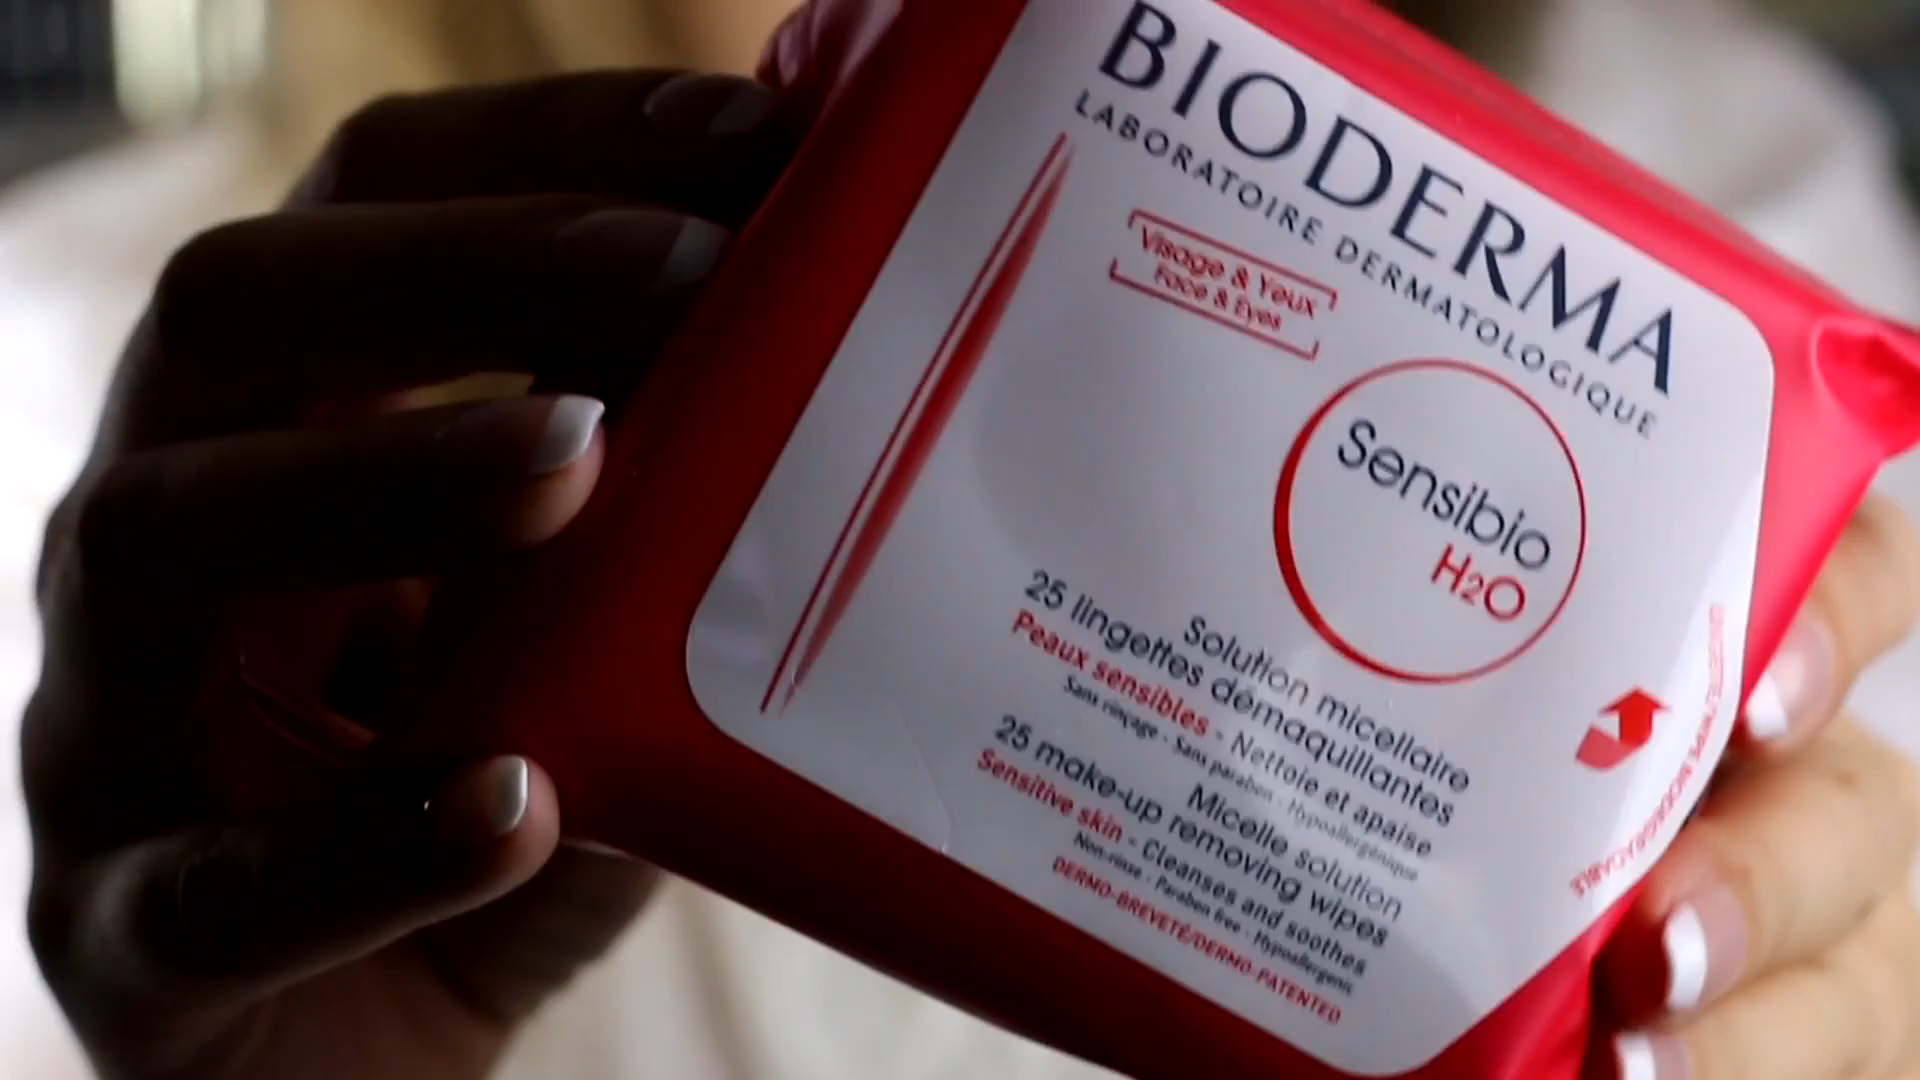 BIODERMA
LABORATOIRE DERMATOLOGIQUE
Visage & Yeux
Face & Eyes
Sensibio
H2O
Solution micellaire
25 lingettes démaquillantes
Peaux sensibles - Nettoie et apaise
Sans rinçage - Sans paraben - Hypoallergénique
Micelle solution
25 make-up removing wipes
Sensitive skin - Cleanses and soothes
Non-rinse - Paraben free - Hypoallergenic
DERMO-BREVETÉ/DERMO-PATENTED
BIODEGRADABLE